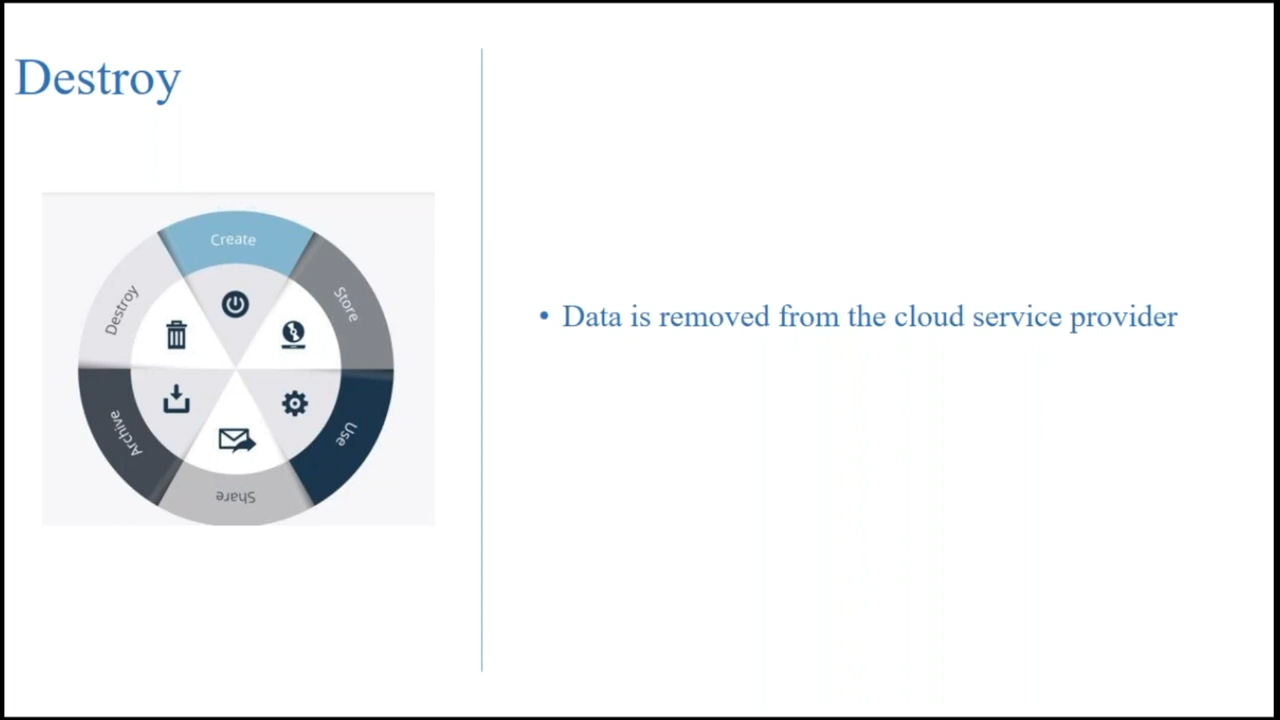 Destroy
Create
Store
Use
Share
Archive
Destroy
• Data is removed from the cloud service provider